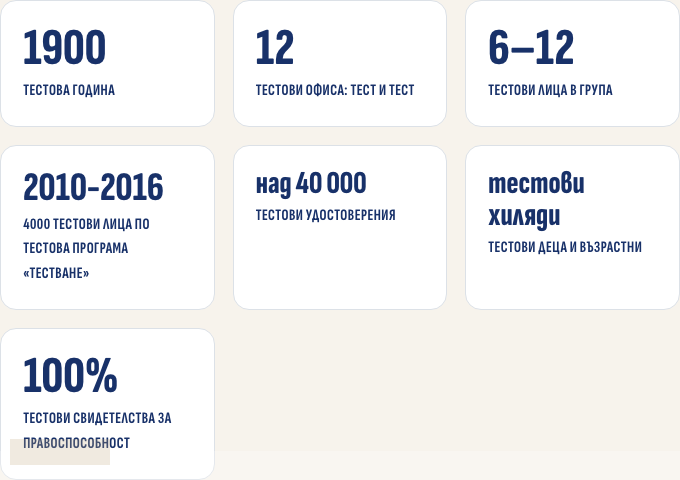 1900
ТЕСТОВА ГОДИНА
12
ТЕСТОВИ ОФИСА: ТЕСТ И ТЕСТ
6–12
ТЕСТОВИ ЛИЦА В ГРУПА
2010-2016
4000 ТЕСТОВИ ЛИЦА ПО
ТЕСТОВА ПРОГРАМА
«ТЕСТВАНЕ»
над 40 000
ТЕСТОВИ УДОСТОВЕРЕНИЯ
тестови
хиляди
ТЕСТОВИ ДЕЦА И ВЪЗРАСТНИ
100%
ТЕСТОВИ СВИДЕТЕЛСТВА ЗА
ПРАВОСПОСОБНОСТ